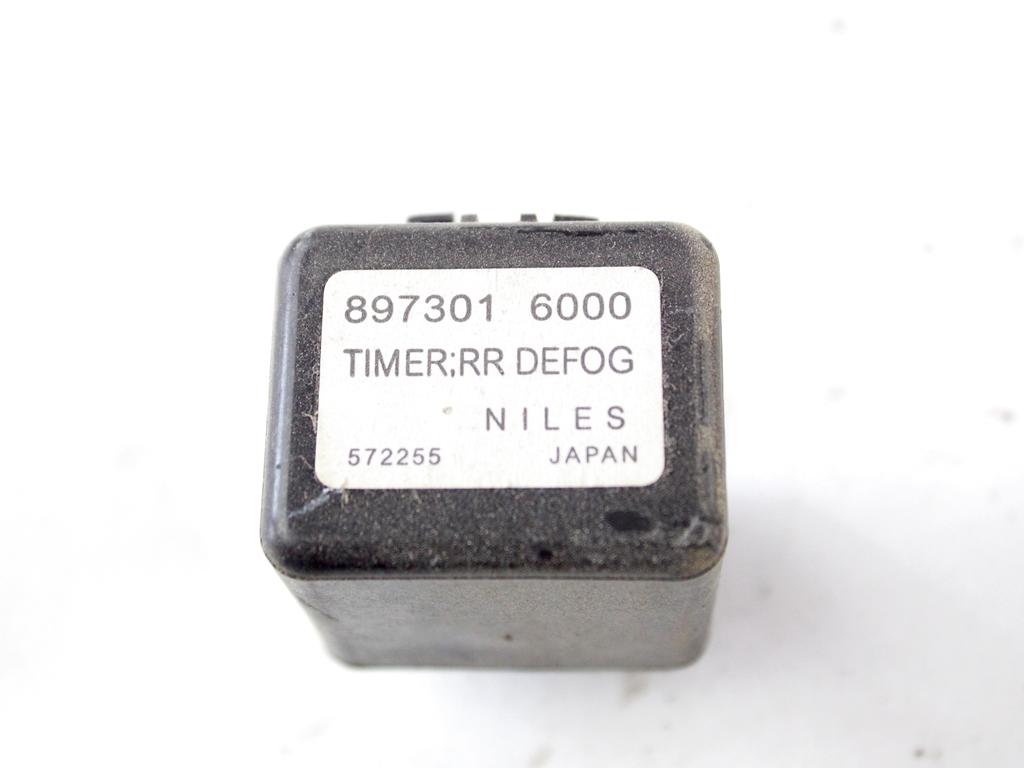 897301 6000
TIMER;RR DEFOG
NILES
572255 JAPAN